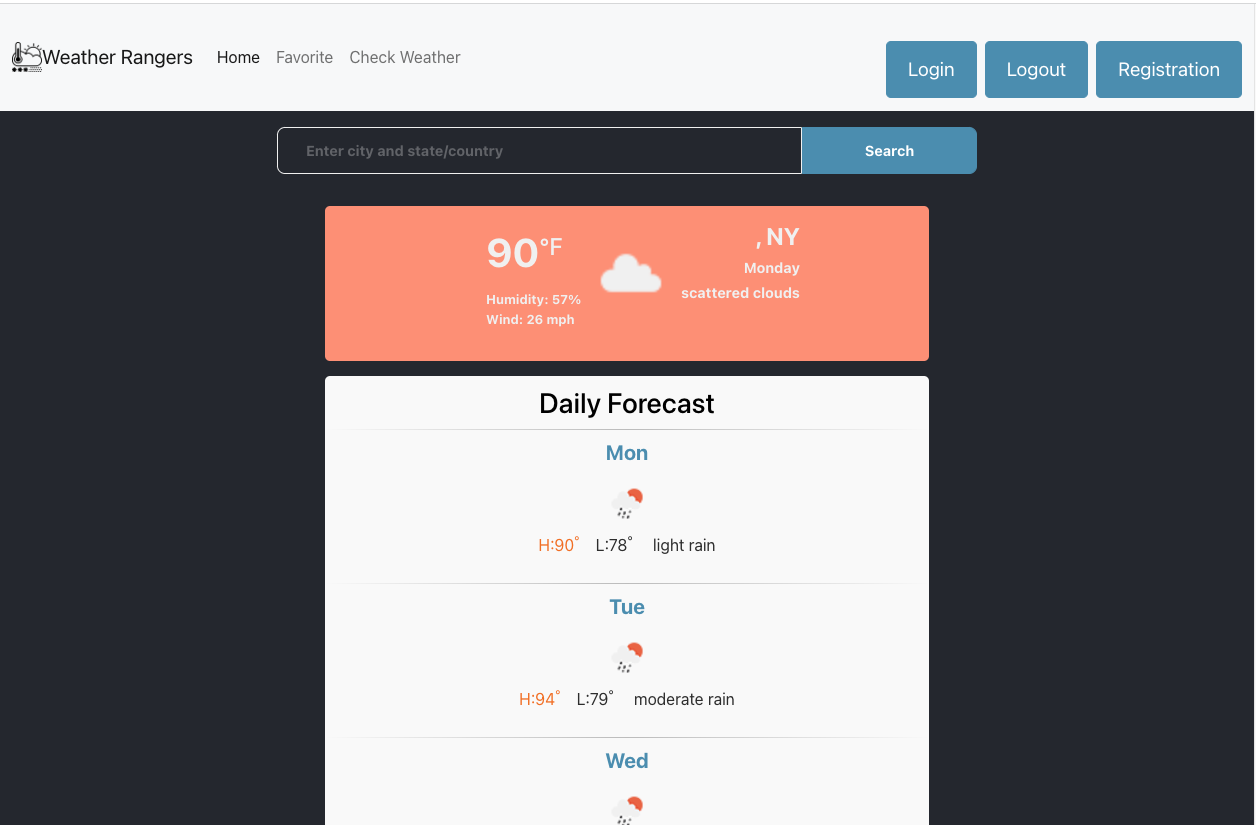 Weather Rangers Home Favorite Check Weather Login Logout Registration
Enter city and state/country Search
90°F
Humidity: 57%
Wind: 26 mph
, NY
Monday
scattered clouds
Daily Forecast
Mon
H:90° L:78° light rain
Tue
H:94° L:79° moderate rain
Wed